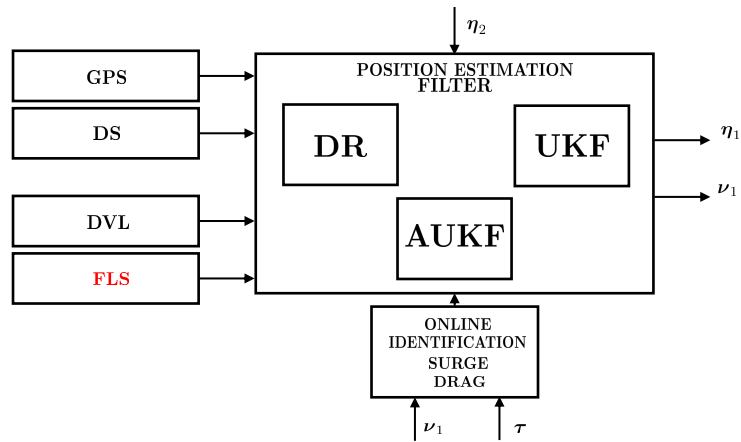 η₂
GPS
POSITION ESTIMATION
FILTER
DS
DR
UKF
η₁
ν₁
DVL
AUKF
FLS
ONLINE
IDENTIFICATION
SURGE
DRAG
ν₁
τ